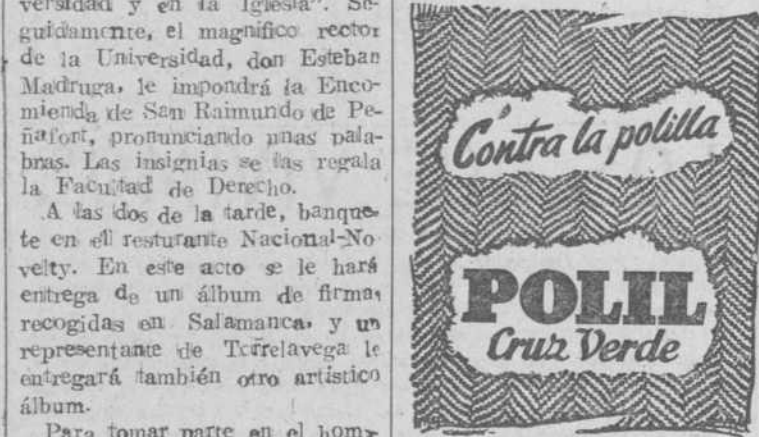 versidad y en la Iglesia". Se-
guidamente, el magnífico rector
de la Universidad, don Esteban
Madruga, le impondrá la Enco-
mienda de San Raimundo de Pe-
ñafort, pronunciando unas pala-
bras. Las insignias se las regala
la Facultad de Derecho.
A las dos de la tarde, banque-
te en el resturante Nacional-No
velty. En este acto se le hará
entrega de un álbum de firmas
recogidas en Salamanca, y un
representante de Torrelavega le
entregará también otro artístico
álbum.
Para tomar parte en el hom-
Contra la polilla
POLIL
Cruz Verde